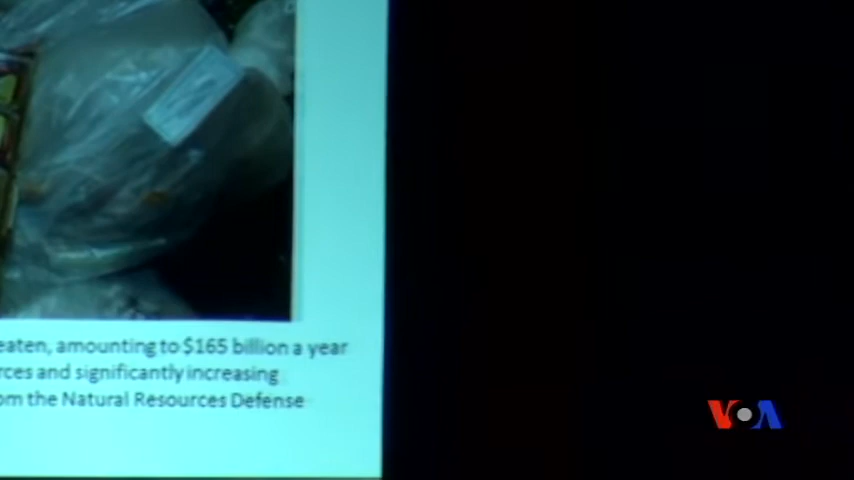 eaten, amounting to $165 billion a year
rces and significantly increasing
om the Natural Resources Defense
VOA